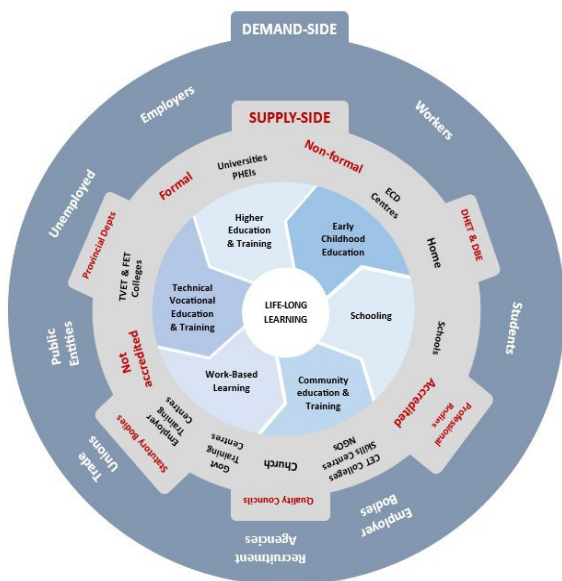 DEMAND-SIDE
Employers
Workers
Unemployed
Students
Public
Entities
Trade
Unions
Recruitment
Agencies
Employer
Bodies
SUPPLY-SIDE
Formal
Non-formal
Universities
PHEIs
ECD
Centres
Provincial Depts
DHET & DBE
TVET & FET
Colleges
Home
Schools
Not
accredited
Accredited
Professional
Bodies
Statutory Bodies
Employer
Training
Centres
Govt
Training
Centres
Church
CET Colleges
Skills Centres
NGOs
Quality Councils
Higher
Education
& Training
Early
Childhood
Education
Technical
Vocational
Education
& Training
LIFE-LONG
LEARNING
Schooling
Work-Based
Learning
Community
education &
Training